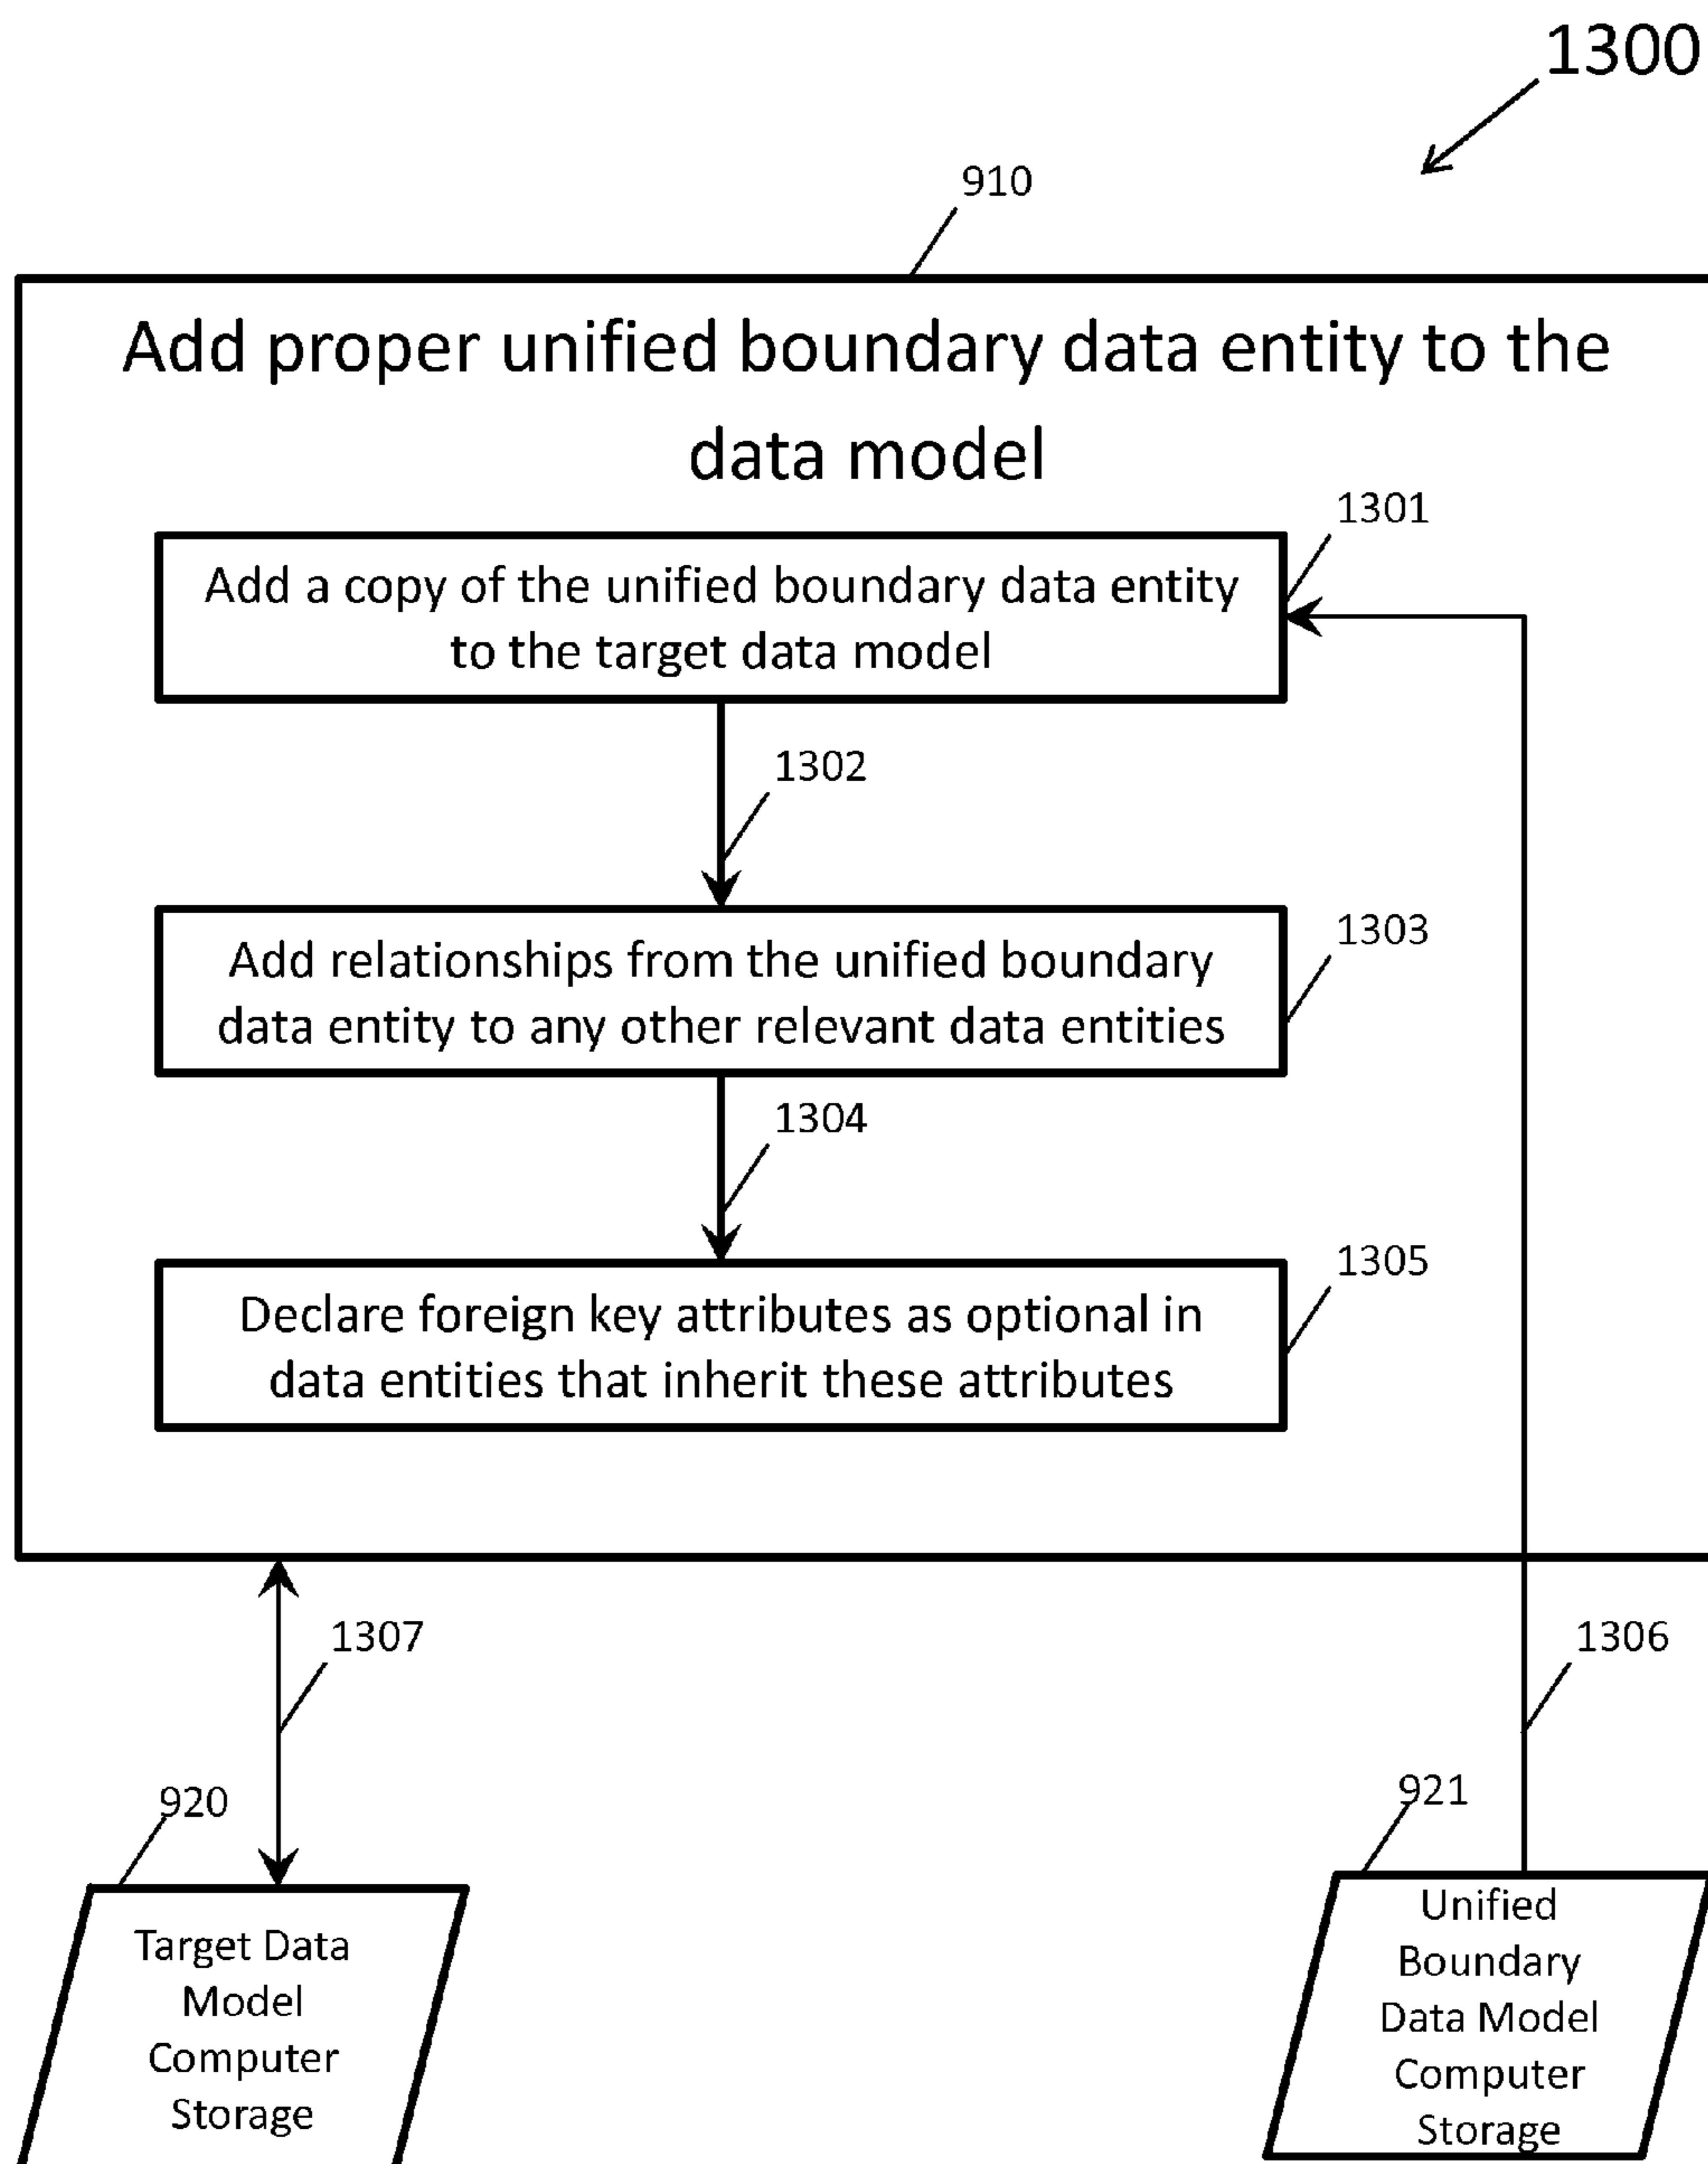 1300
910
Add proper unified boundary data entity to the
data model
1301
Add a copy of the unified boundary data entity
to the target data model
1302
Add relationships from the unified boundary
data entity to any other relevant data entities
1303
1304
Declare foreign key attributes as optional in
data entities that inherit these attributes
1305
1307
1306
920
921
Target Data
Model
Computer
Storage
Unified
Boundary
Data Model
Computer
Storage